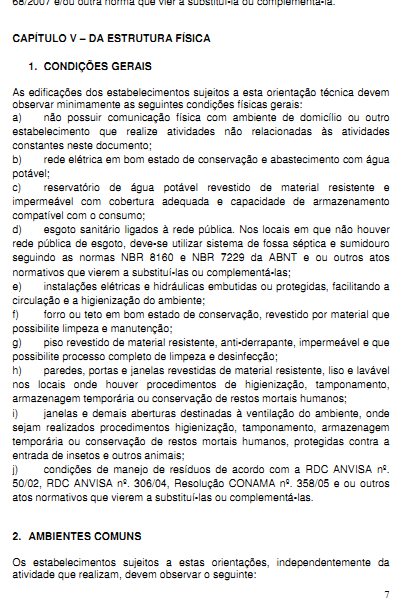 68/2007 e/ou outra norma que vier a substituí-la ou complementá-la.
CAPÍTULO V – DA ESTRUTURA FÍSICA
1. CONDIÇÕES GERAIS
As edificações dos estabelecimentos sujeitos a esta orientação técnica devem
observar minimamente as seguintes condições físicas gerais:
a) não possuir comunicação física com ambiente de domicílio ou outro
estabelecimento que realize atividades não relacionadas às atividades
constantes neste documento;
b) rede elétrica em bom estado de conservação e abastecimento com água
potável;
c) reservatório de água potável revestido de material resistente e
impermeável com cobertura adequada e capacidade de armazenamento
compatível com o consumo;
d) esgoto sanitário ligados à rede pública. Nos locais em que não houver
rede pública de esgoto, deve-se utilizar sistema de fossa séptica e sumidouro
seguindo as normas NBR 8160 e NBR 7229 da ABNT e ou outros atos
normativos que vierem a substituí-las ou complementá-las;
e) instalações elétricas e hidráulicas embutidas ou protegidas, facilitando a
circulação e a higienização do ambiente;
f) forro ou teto em bom estado de conservação, revestido por material que
possibilite limpeza e manutenção;
g) piso revestido de material resistente, anti-derrapante, impermeável e que
possibilite processo completo de limpeza e desinfecção;
h) paredes, portas e janelas revestidas de material resistente, liso e lavável
nos locais onde houver procedimentos de higienização, tamponamento,
armazenagem temporária ou conservação de restos mortais humanos;
i) janelas e demais aberturas destinadas à ventilação do ambiente, onde
sejam realizados procedimentos higienização, tamponamento, armazenagem
temporária ou conservação de restos mortais humanos, protegidas contra a
entrada de insetos e outros animais;
j) condições de manejo de resíduos de acordo com a RDC ANVISA nº.
50/02, RDC ANVISA nº. 306/04, Resolução CONAMA nº. 358/05 e ou outros
atos normativos que vierem a substituí-las ou complementá-las.
2. AMBIENTES COMUNS
Os estabelecimentos sujeitos a estas orientações, independentemente da
atividade que realizam, devem observar o seguinte:
7